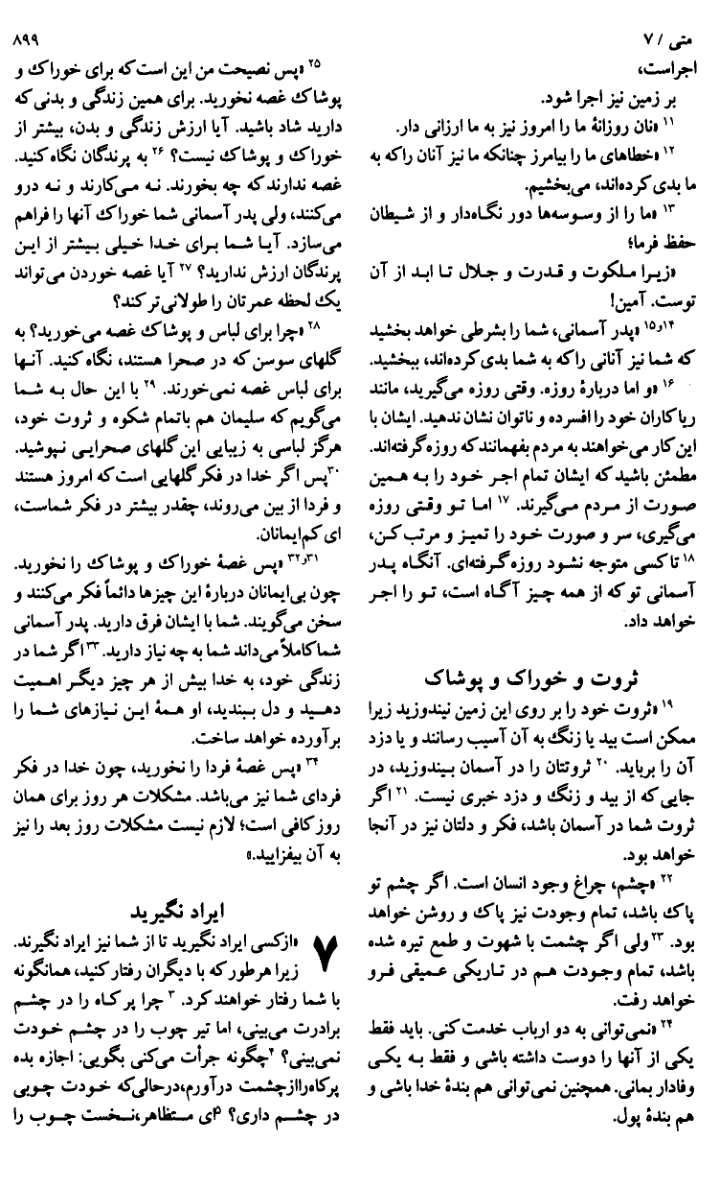 متی / ۷
۸۹۹
اجراست،
بر زمین نیز اجرا شود.
۱۱ «نان روزانهٔ ما را امروز نیز به ما ارزانی دار.
۱۲ «خطاهای ما را بیامرز چنانکه ما نیز آنان را که به
ما بدی کرده‌اند، می‌بخشیم.
۱۳ «ما را از وسوسه‌ها دور نگاه‌دار و از شیطان
حفظ فرما؛
«زیرا ملکوت و قدرت و جلال تا ابد از آن
توست. آمین!
۱۴و۱۵ «پدر آسمانی، شما را بشرطی خواهد بخشید
که شما نیز آنانی را که به شما بدی کرده‌اند، ببخشید.
۱۶ «و اما دربارهٔ روزه. وقتی روزه می‌گیرید، مانند
ریاکاران خود را افسرده و ناتوان نشان ندهید. ایشان با
این کار می‌خواهند به مردم بفهمانند که روزه گرفته‌اند.
مطمئن باشید که ایشان تمام اجر خود را به همین
صورت از مردم می‌گیرند. ۱۷ اما تو وقتی روزه
می‌گیری، سر و صورت خود را تمیز و مرتب کن،
۱۸ تا کسی متوجه نشود روزه گرفته‌ای. آنگاه پدر
آسمانی تو که از همه چیز آگاه است، تو را اجر
خواهد داد.
ثروت و خوراک و پوشاک
۱۹ «ثروت خود را بر روی این زمین نیندوزید زیرا
ممکن است بید یا زنگ به آن آسیب رسانند و یا دزد
آن را برباید. ۲۰ ثروتتان را در آسمان بیندوزید، در
جایی که از بید و زنگ و دزد خبری نیست. ۲۱ اگر
ثروت شما در آسمان باشد، فکر و دلتان نیز در آنجا
خواهد بود.
۲۲ «چشم، چراغ وجود انسان است. اگر چشم تو
پاک باشد، تمام وجودت نیز پاک و روشن خواهد
بود. ۲۳ ولی اگر چشمت با شهوت و طمع تیره شده
باشد، تمام وجودت هم در تاریکی عمیقی فرو
خواهد رفت.
۲۴ «نمی‌توانی به دو ارباب خدمت کنی. باید فقط
یکی از آنها را دوست داشته باشی و فقط به یکی
وفادار بمانی. همچنین نمی‌توانی هم بندهٔ خدا باشی و
هم بندهٔ پول.
۲۵ «پس نصیحت من این است که برای خوراک و
پوشاک غصه نخورید. برای همین زندگی و بدنی که
دارید شاد باشید. آیا ارزش زندگی و بدن، بیشتر از
خوراک و پوشاک نیست؟ ۲۶ به پرندگان نگاه کنید.
غصه ندارند که چه بخورند. نه می‌کارند و نه درو
می‌کنند، ولی پدر آسمانی شما خوراک آنها را فراهم
می‌سازد. آیا شما برای خدا خیلی بیشتر از این
پرندگان ارزش ندارید؟ ۲۷ آیا غصه خوردن می‌تواند
یک لحظه عمرتان را طولانی‌تر کند؟
۲۸ «چرا برای لباس و پوشاک غصه می‌خورید؟ به
گلهای سوسن که در صحرا هستند، نگاه کنید. آنها
برای لباس غصه نمی‌خورند. ۲۹ با این حال به شما
می‌گویم که سلیمان هم باتمام شکوه و ثروت خود،
هرگز لباسی به زیبایی این گلهای صحرایی نپوشید.
۳۰پس اگر خدا در فکر گلهایی است که امروز هستند
و فردا از بین می‌روند، چقدر بیشتر در فکر شماست،
ای کم‌ایمانان.
۳۱و۳۲ «پس غصهٔ خوراک و پوشاک را نخورید.
چون بی‌ایمانان دربارهٔ این چیزها دائماً فکر می‌کنند و
سخن می‌گویند. شما با ایشان فرق دارید. پدر آسمانی
شما کاملاً می‌داند شما به چه نیاز دارید. ۳۳ اگر شما در
زندگی خود، به خدا بیش از هر چیز دیگر اهمیت
دهید و دل ببندید، او همهٔ این نیازهای شما را
برآورده خواهد ساخت.
۳۴ «پس غصهٔ فردا را نخورید، چون خدا در فکر
فردای شما نیز می‌باشد. مشکلات هر روز برای همان
روز کافی است؛ لازم نیست مشکلات روز بعد را نیز
به آن بیفزایید.»
ایراد نگیرید
۷ «ازکسی ایراد نگیرید تا از شما نیز ایراد نگیرند.
زیرا هرطور که با دیگران رفتار کنید، همانگونه
با شما رفتار خواهند کرد. ۳ چرا پر کاه را در چشم
برادرت می‌بینی، اما تیر چوب را در چشم خودت
نمی‌بینی؟ ۴چگونه جرأت می‌کنی بگویی: اجازه بده
پرکاه را ازچشمت درآورم، درحالی‌که خودت چوبی
در چشم داری؟ ۵ای متظاهر، نخست چوب را